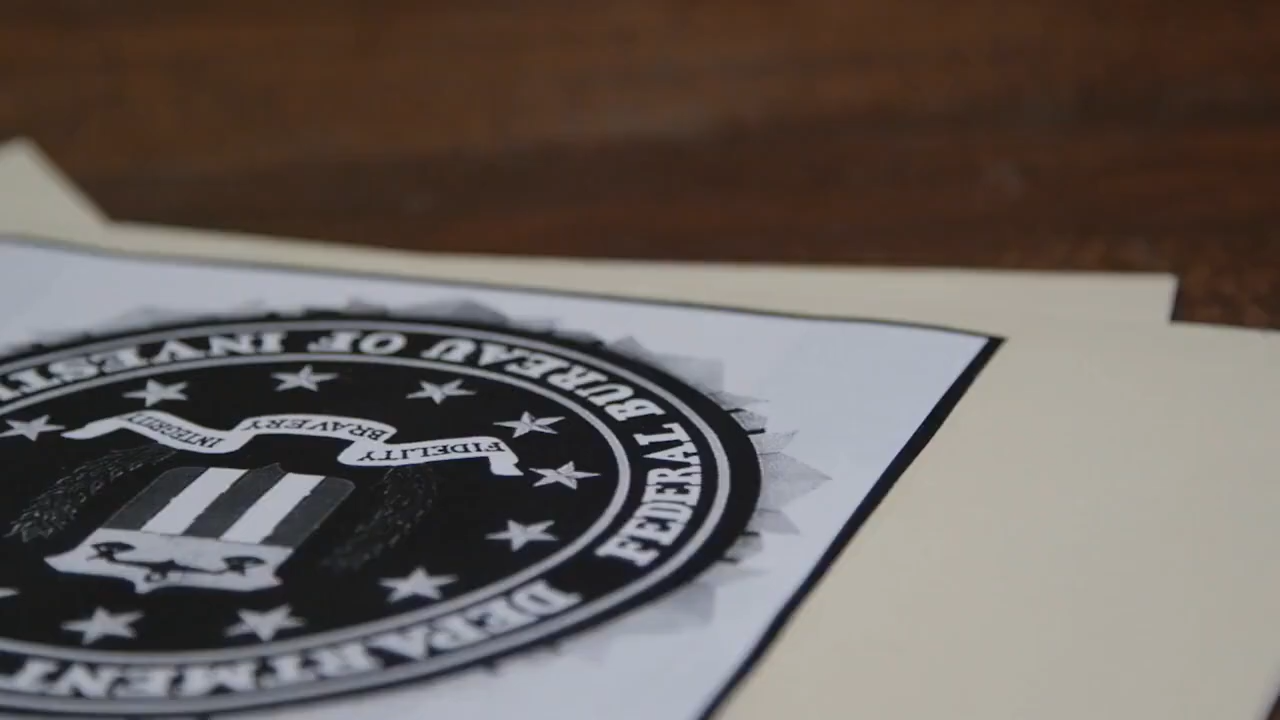 DEPARTMENT
FEDERAL BUREAU OF INVESTI
FIDELITY BRAVERY INTEGRITY